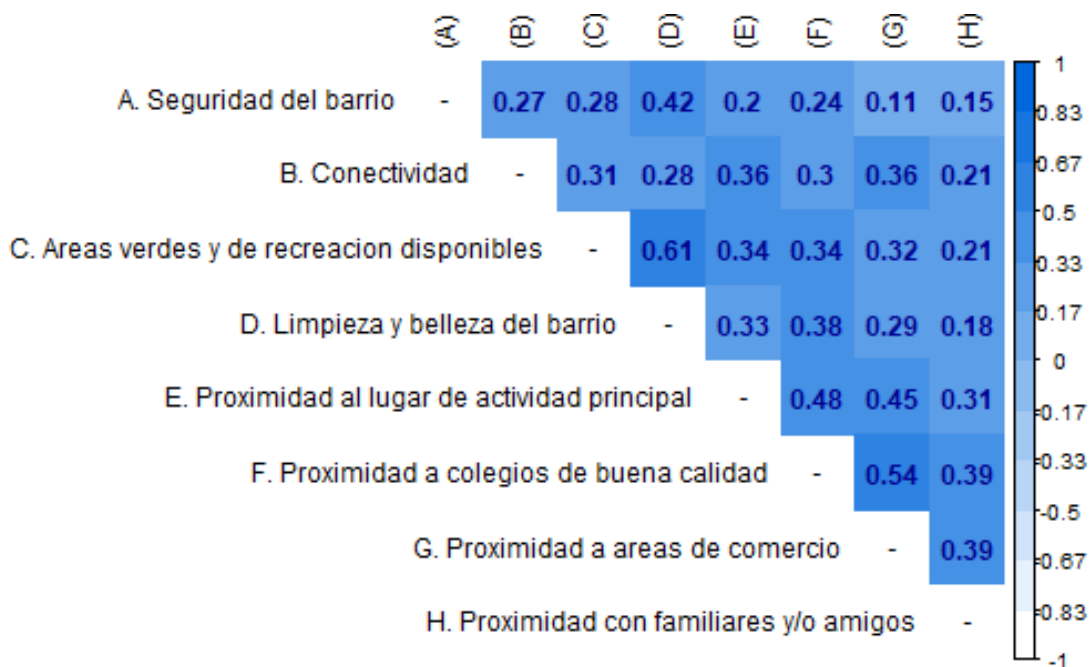 (A) (B) (C) (D) (E) (F) (G) (H)
A. Seguridad del barrio - 0.27 0.28 0.42 0.2 0.24 0.11 0.15
B. Conectividad - 0.31 0.28 0.36 0.3 0.36 0.21
C. Areas verdes y de recreacion disponibles - 0.61 0.34 0.34 0.32 0.21
D. Limpieza y belleza del barrio - 0.33 0.38 0.29 0.18
E. Proximidad al lugar de actividad principal - 0.48 0.45 0.31
F. Proximidad a colegios de buena calidad - 0.54 0.39
G. Proximidad a areas de comercio - 0.39
H. Proximidad con familiares y/o amigos -
1
0.83
0.67
0.5
0.33
0.17
0
-0.17
-0.33
-0.5
-0.67
-0.83
-1